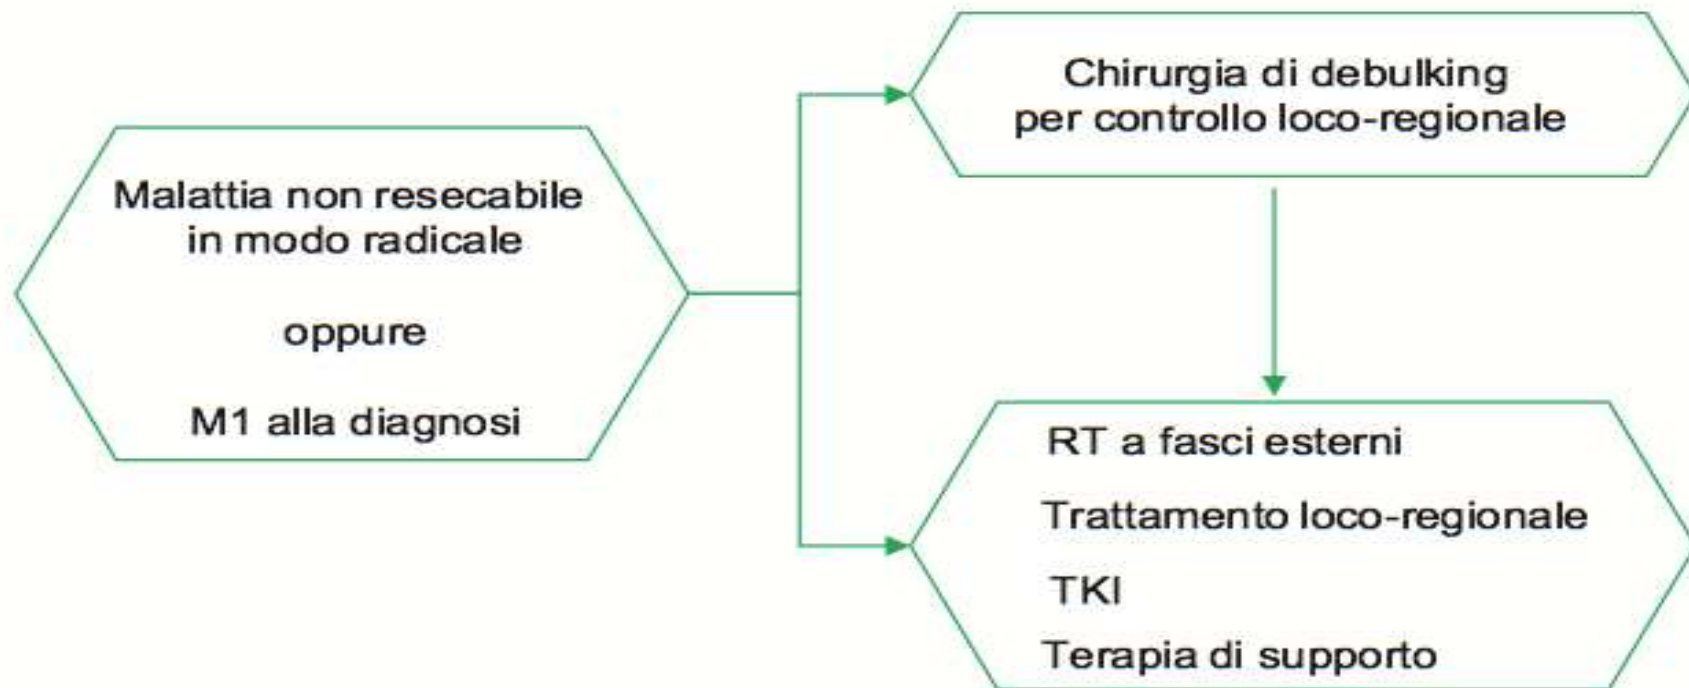 Malattia non resecabile
in modo radicale
oppure
M1 alla diagnosi
Chirurgia di debulking
per controllo loco-regionale
RT a fasci esterni
Trattamento loco-regionale
TKI
Terapia di supporto